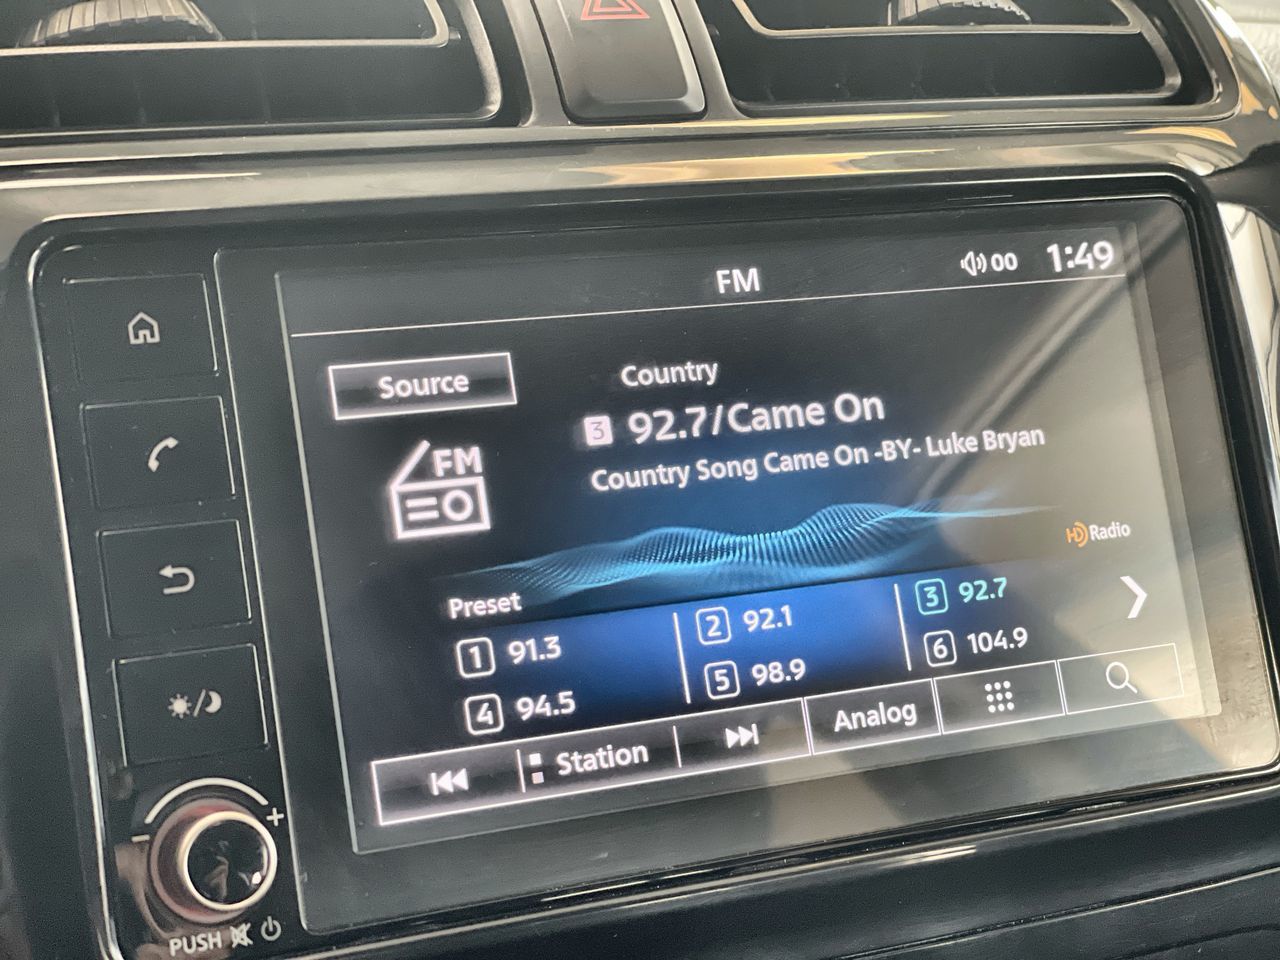 FM
00 1:49
Source
Country
3 92.7/Came On
Country Song Came On -BY- Luke Bryan
FM
HD Radio
Preset
1 91.3
2 92.1
3 92.7
4 94.5
5 98.9
6 104.9
Station
Analog
- +
PUSH